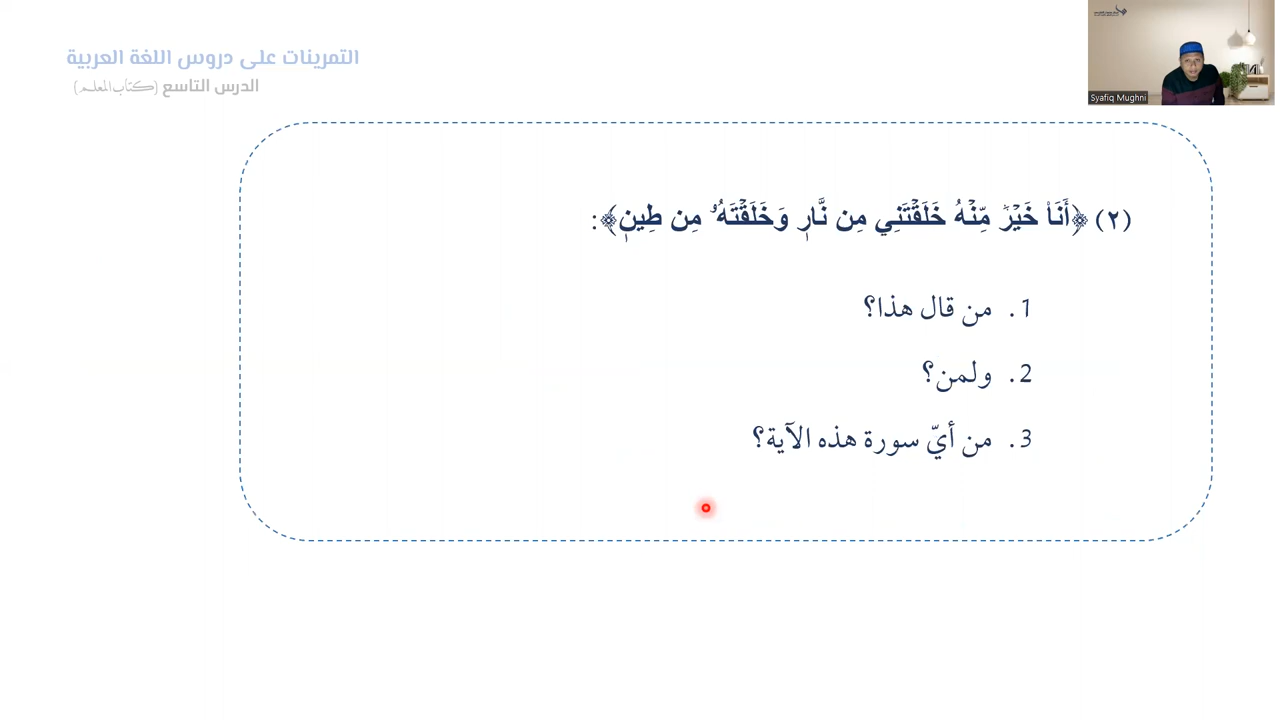 التمرينات على دروس اللغة العربية
الدرس التاسع (كتاب المعلم)
Syafiq Mughni
(٢) ﴿أَنَا۠ خَيْرٌ مِّنْهُ خَلَقْتَنِي مِن نَّارٍ وَخَلَقْتَهُۥ مِن طِينٍ﴾:
1. من قال هذا؟
2. ولمن؟
3. من أيّ سورة هذه الآية؟